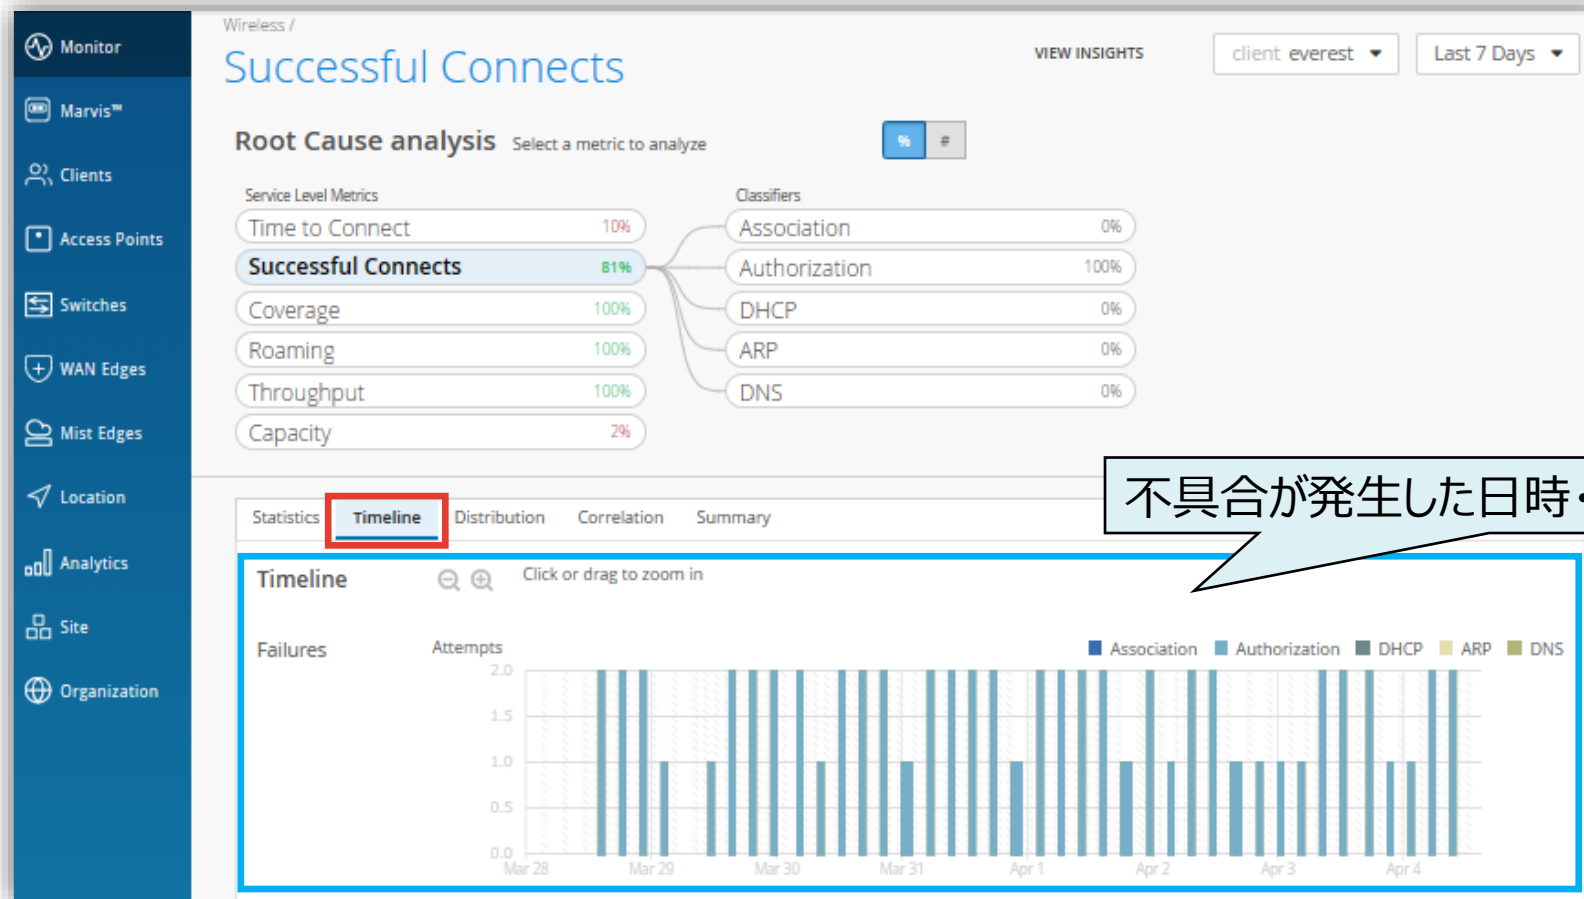 Monitor
Marvis™
Clients
Access Points
Switches
WAN Edges
Mist Edges
Location
Analytics
Site
Organization
Wireless /
Successful Connects
VIEW INSIGHTS
client everest
Last 7 Days
Root Cause analysis Select a metric to analyze
% #
Service Level Metrics
Time to Connect 10%
Successful Connects 81%
Coverage 100%
Roaming 100%
Throughput 100%
Capacity 2%
Classifiers
Association 0%
Authorization 100%
DHCP 0%
ARP 0%
DNS 0%
不具合が発生した日時・
Statistics Timeline Distribution Correlation Summary
Timeline Click or drag to zoom in
Failures
Attempts
Association Authorization DHCP ARP DNS
2.0
1.5
1.0
0.5
0.0
Mar 28 Mar 29 Mar 30 Mar 31 Apr 1 Apr 2 Apr 3 Apr 4